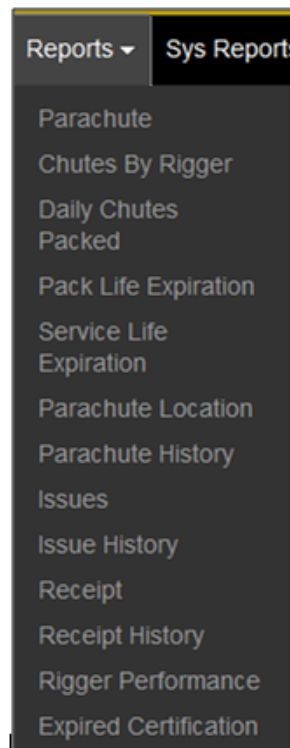 Reports Sys Reports
Parachute
Chutes By Rigger
Daily Chutes
Packed
Pack Life Expiration
Service Life
Expiration
Parachute Location
Parachute History
Issues
Issue History
Receipt
Receipt History
Rigger Performance
Expired Certification